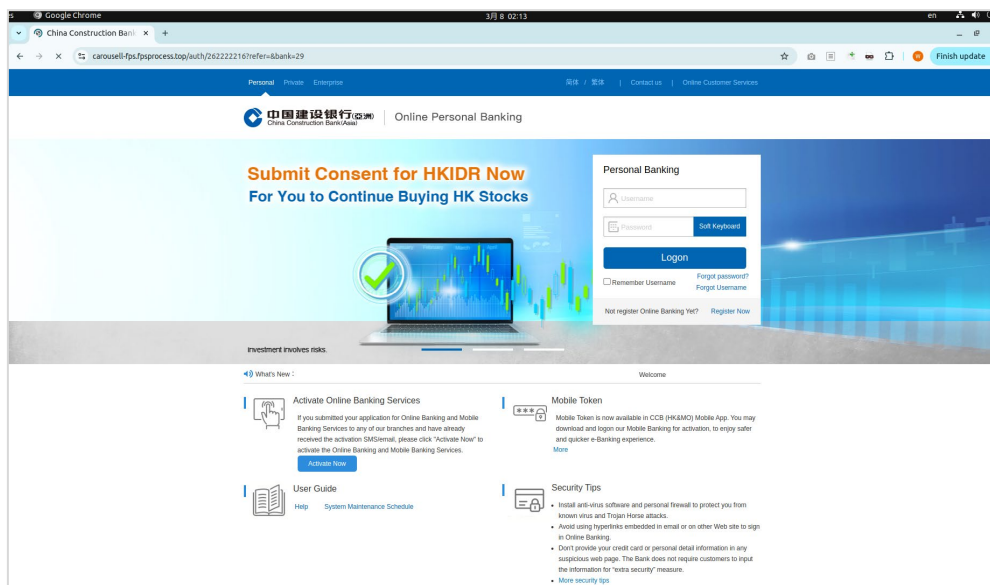 Google Chrome
3月 8 02:13
en
China Construction Bank
carousell-fps.fpsprocess.top/auth/262222216?refer=&bank=29
Finish update
Personal Private Enterprise
简体 / 繁体 | Contact us | Online Customer Services
中国建设银行(亞洲)
China Construction Bank(Asia)
Online Personal Banking
Submit Consent for HKIDR Now
For You to Continue Buying HK Stocks
Investment involves risks.
Personal Banking
Username
Password
Soft Keyboard
Logon
Remember Username
Forgot password?
Forgot Username
Not register Online Banking Yet? Register Now
What's New :
Welcome
Activate Online Banking Services
If you submitted your application for Online Banking and Mobile
Banking Services to any of our branches and have already
received the activation SMS/email, please click "Activate Now" to
activate the Online Banking and Mobile Banking Services.
Activate Now
Mobile Token
Mobile Token is now available in CCB (HK&MO) Mobile App. You may
download and logon our Mobile Banking for activation, to enjoy safer
and quicker e-Banking experience.
More
User Guide
Help System Maintenance Schedule
Security Tips
Install anti-virus software and personal firewall to protect you from
known virus and Trojan Horse attacks.
Avoid using hyperlinks embedded in email or on other Web site to sign
in Online Banking.
Don't provide your credit card or personal detail information in any
suspicious web page. The Bank does not require customers to input
the information for "extra security" measure.
More security tips